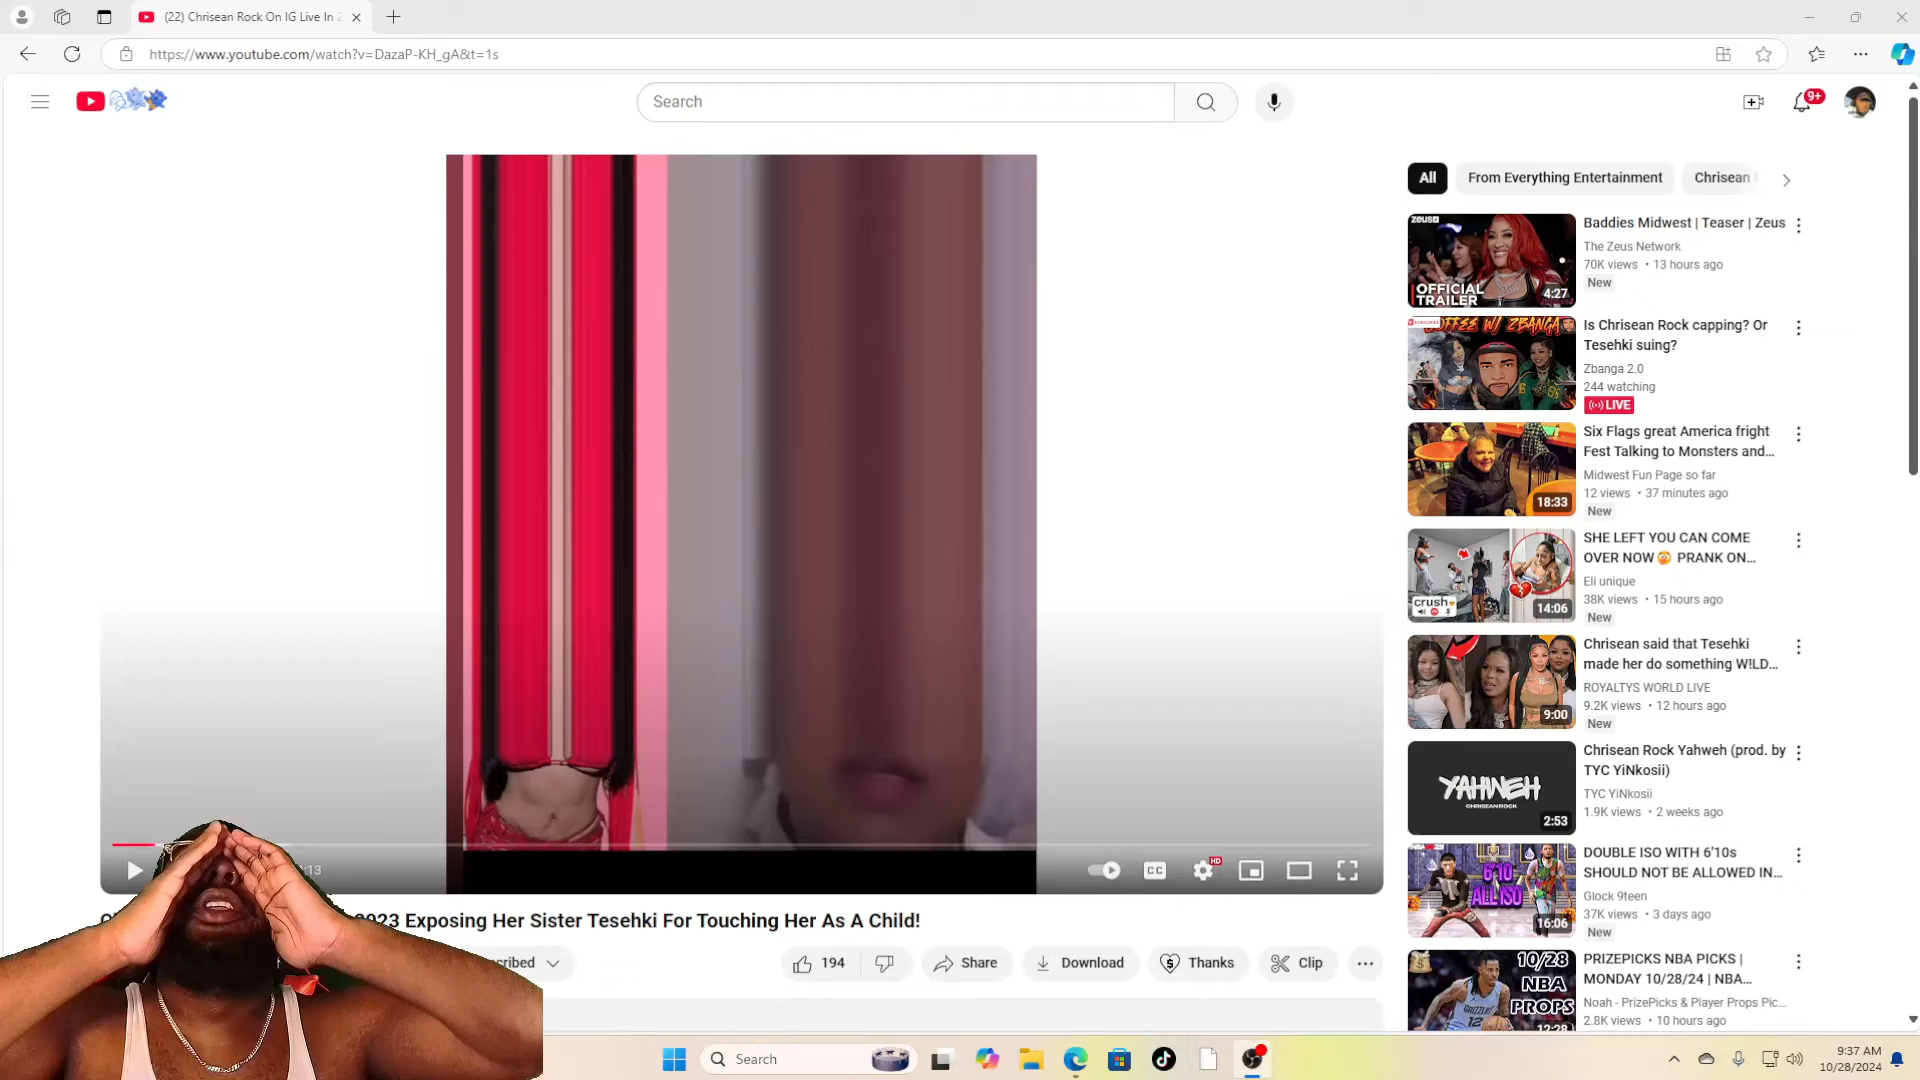 (22) Chrisean Rock On IG Live In 2
https://www.youtube.com/watch?v=DazaP-KH_gA&t=1s
Search
9+
All
From Everything Entertainment
Chrisean
zeus
OFFICIAL
TRAILER
4:27
Baddies Midwest | Teaser | Zeus
The Zeus Network
70K views • 13 hours ago
New
COFFEE W/ ZBANGA
Is Chrisean Rock capping? Or
Tesehki suing?
Zbanga 2.0
244 watching
LIVE
18:33
Six Flags great America fright
Fest Talking to Monsters and...
Midwest Fun Page so far
12 views • 37 minutes ago
New
crush
14:06
SHE LEFT YOU CAN COME
OVER NOW PRANK ON...
Eli unique
38K views • 15 hours ago
New
9:00
Chrisean said that Tesehki
made her do something W!LD...
ROYALTYS WORLD LIVE
9.2K views • 12 hours ago
New
YAHWEH
CHRISEANROCK
2:53
Chrisean Rock Yahweh (prod. by
TYC YiNkosii)
TYC YiNkosii
1.9K views • 2 weeks ago
6'10
ALL ISO
16:06
DOUBLE ISO WITH 6'10s
SHOULD NOT BE ALLOWED IN...
Glock 9teen
37K views • 3 days ago
New
10/28
NBA
PROPS
12:28
PRIZEPICKS NBA PICKS |
MONDAY 10/28/24 | NBA...
Noah - PrizePicks & Player Props Pic...
2.8K views • 10 hours ago
:13
CC
HD
2023 Exposing Her Sister Tesehki For Touching Her As A Child!
cribed
194
Share
Download
Thanks
Clip
Search
9:37 AM
10/28/2024